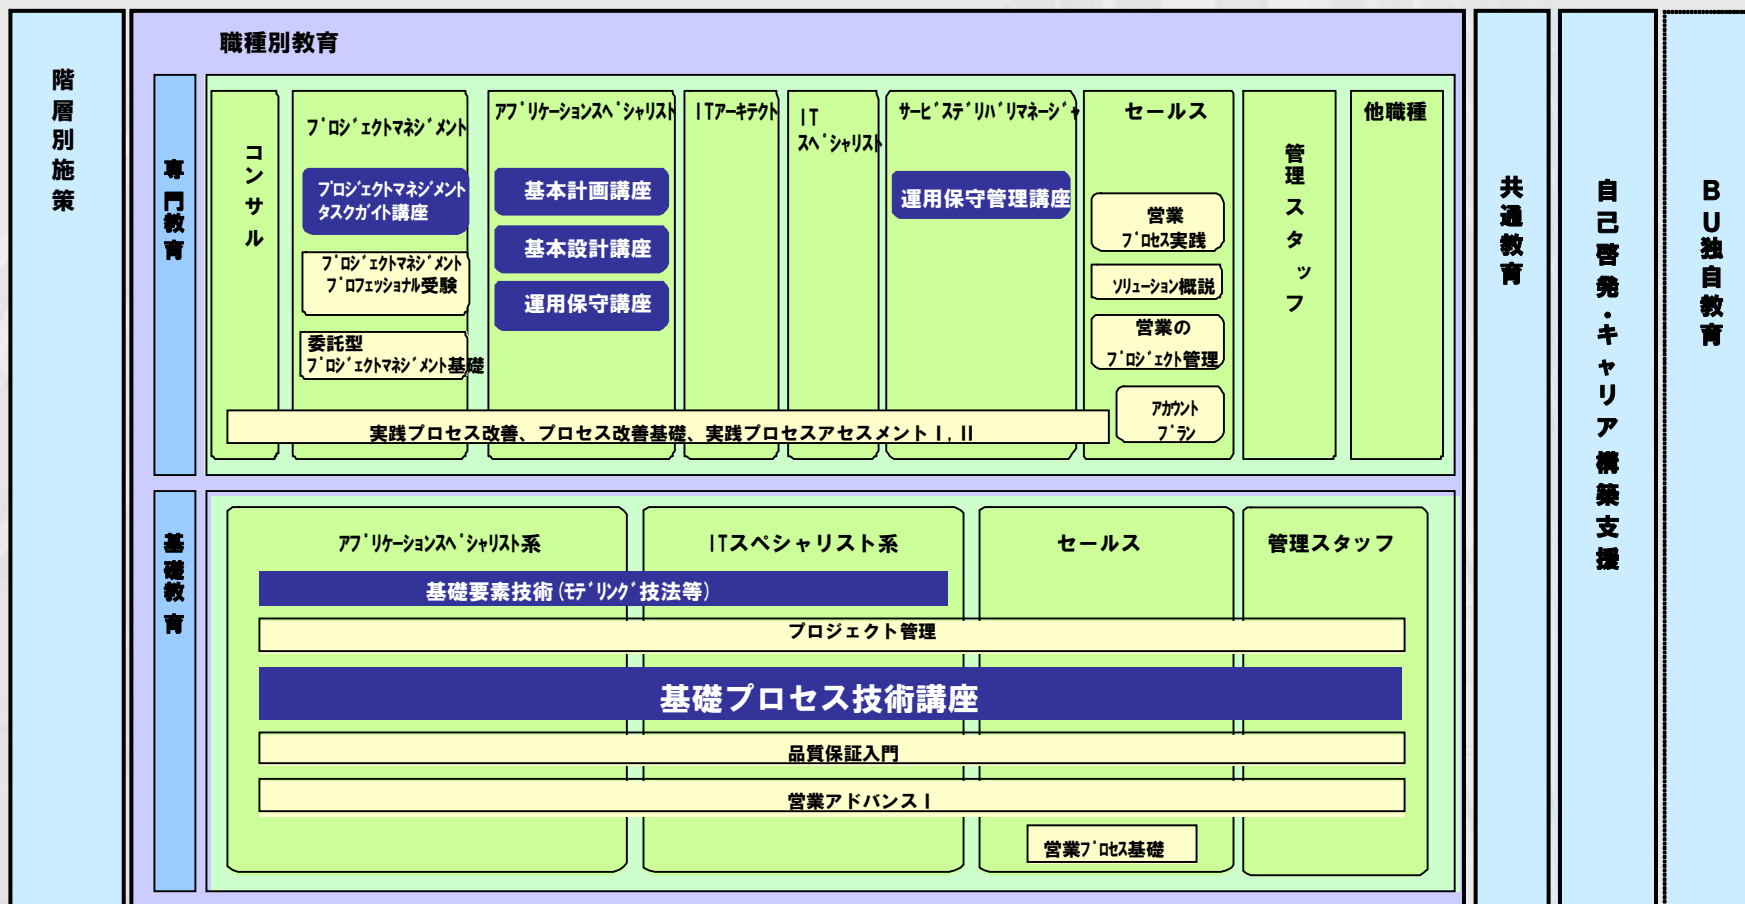 階層別施策
職種別教育
専門教育
コンサル
プロジェクトマネジメント
プロジェクトマネジメント
タスクガイト講座
プロジェクトマネジメント
プロフェッショナル受験
委託型
プロジェクトマネジメント基礎
アプリケーションスペシャリスト
基本計画講座
基本設計講座
運用保守講座
ITアーキテクト
IT
スペシャリスト
サービスデリバリマネージャ
運用保守管理講座
セールス
営業
プロセス実践
ソリューション概説
営業の
プロジェクト管理
アカウント
プラン
管理スタッフ
他職種
実践プロセス改善、プロセス改善基礎、実践プロセスアセスメントⅠ,Ⅱ
基礎教育
アプリケーションスペシャリスト系
ITスペシャリスト系
セールス
管理スタッフ
基礎要素技術(モデリング技法等)
プロジェクト管理
基礎プロセス技術講座
品質保証入門
営業アドバンスⅠ
営業プロセス基礎
共通教育
自己啓発・キャリア構築支援
BU独自教育